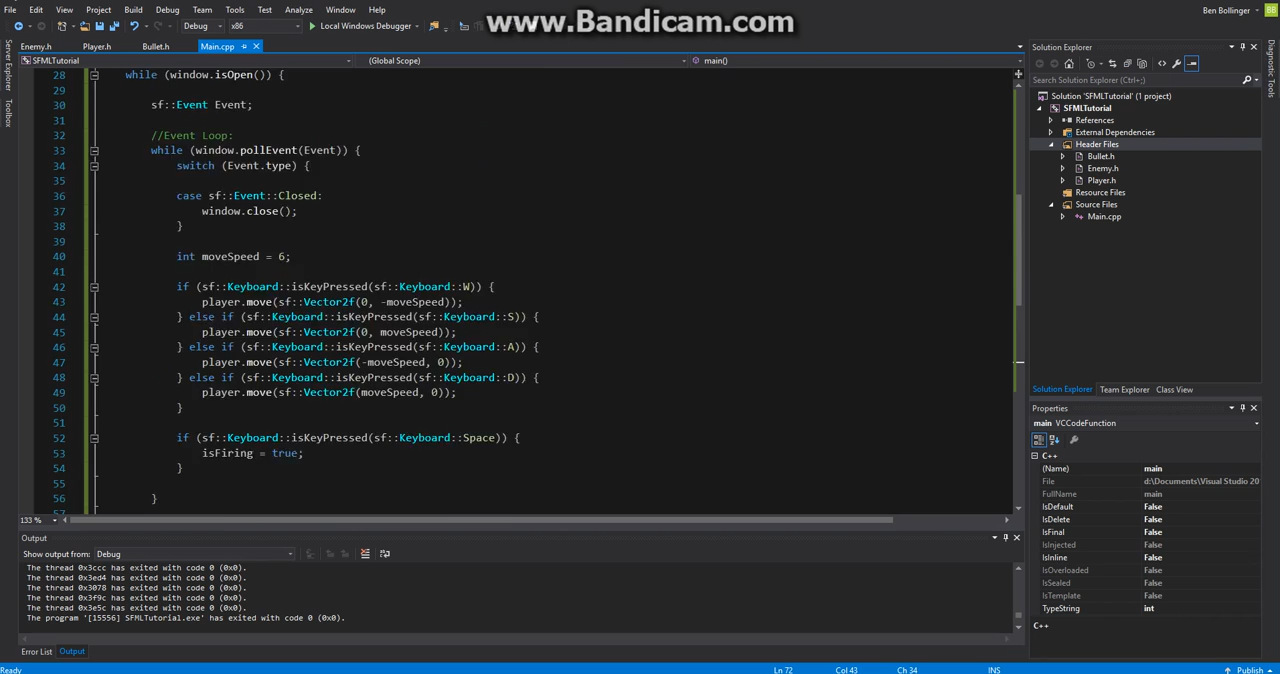 www.Bandicam.com
File Edit View Project Build Debug Team Tools Test Analyze Window Help
Ben Bollinger BB
Debug x86 Local Windows Debugger
Enemy.h Player.h Bullet.h Main.cpp
SFMLTutorial (Global Scope) main()
Server Explorer
Toolbox
28 while (window.isOpen()) {
29
30 sf::Event Event;
31
32 //Event Loop:
33 while (window.pollEvent(Event)) {
34 switch (Event.type) {
35
36 case sf::Event::Closed:
37 window.close();
38 }
39
40 int moveSpeed = 6;
41
42 if (sf::Keyboard::isKeyPressed(sf::Keyboard::W)) {
43 player.move(sf::Vector2f(0, -moveSpeed));
44 } else if (sf::Keyboard::isKeyPressed(sf::Keyboard::S)) {
45 player.move(sf::Vector2f(0, moveSpeed));
46 } else if (sf::Keyboard::isKeyPressed(sf::Keyboard::A)) {
47 player.move(sf::Vector2f(-moveSpeed, 0));
48 } else if (sf::Keyboard::isKeyPressed(sf::Keyboard::D)) {
49 player.move(sf::Vector2f(moveSpeed, 0));
50 }
51
52 if (sf::Keyboard::isKeyPressed(sf::Keyboard::Space)) {
53 isFiring = true;
54 }
55
56 }
57
133 %
Output
Show output from: Debug
The thread 0x3ccc has exited with code 0 (0x0).
The thread 0x3ed4 has exited with code 0 (0x0).
The thread 0x3078 has exited with code 0 (0x0).
The thread 0x3f9c has exited with code 0 (0x0).
The thread 0x3e5c has exited with code 0 (0x0).
The program '[15556] SFMLTutorial.exe' has exited with code 0 (0x0).
Error List Output
Solution Explorer
Search Solution Explorer (Ctrl+;)
Solution 'SFMLTutorial' (1 project)
SFMLTutorial
References
External Dependencies
Header Files
Bullet.h
Enemy.h
Player.h
Resource Files
Source Files
Main.cpp
Solution Explorer Team Explorer Class View
Properties
main VCCodeFunction
C++
(Name) main
File d:\Documents\Visual Studio 20
FullName main
IsDefault False
IsDelete False
IsFinal False
IsInjected False
IsInline False
IsOverloaded False
IsSealed False
IsTemplate False
TypeString int
C++
Diagnostic Tools
Ready Ln 72 Col 43 Ch 34 INS Publish